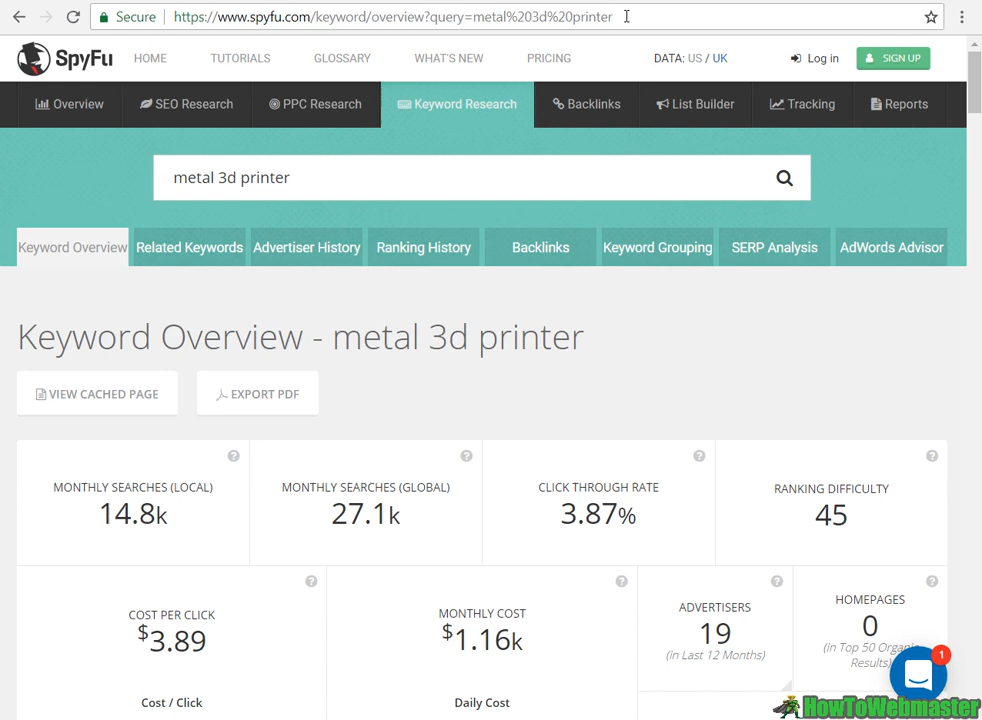 Secure https://www.spyfu.com/keyword/overview?query=metal%203d%20printer
SpyFu HOME TUTORIALS GLOSSARY WHAT'S NEW PRICING DATA: US / UK Log in SIGN UP
Overview SEO Research PPC Research Keyword Research Backlinks List Builder Tracking Reports
metal 3d printer
Keyword Overview Related Keywords Advertiser History Ranking History Backlinks Keyword Grouping SERP Analysis AdWords Advisor
Keyword Overview - metal 3d printer
VIEW CACHED PAGE EXPORT PDF
? ? ? ?
MONTHLY SEARCHES (LOCAL) MONTHLY SEARCHES (GLOBAL) CLICK THROUGH RATE RANKING DIFFICULTY
14.8k 27.1k 3.87% 45
? ? ? ?
COST PER CLICK MONTHLY COST ADVERTISERS HOMEPAGES
$3.89 $1.16k 19 0
(in Last 12 Months) (in Top 50 Organic
Results)
1
Cost / Click Daily Cost
HowToWebmaster